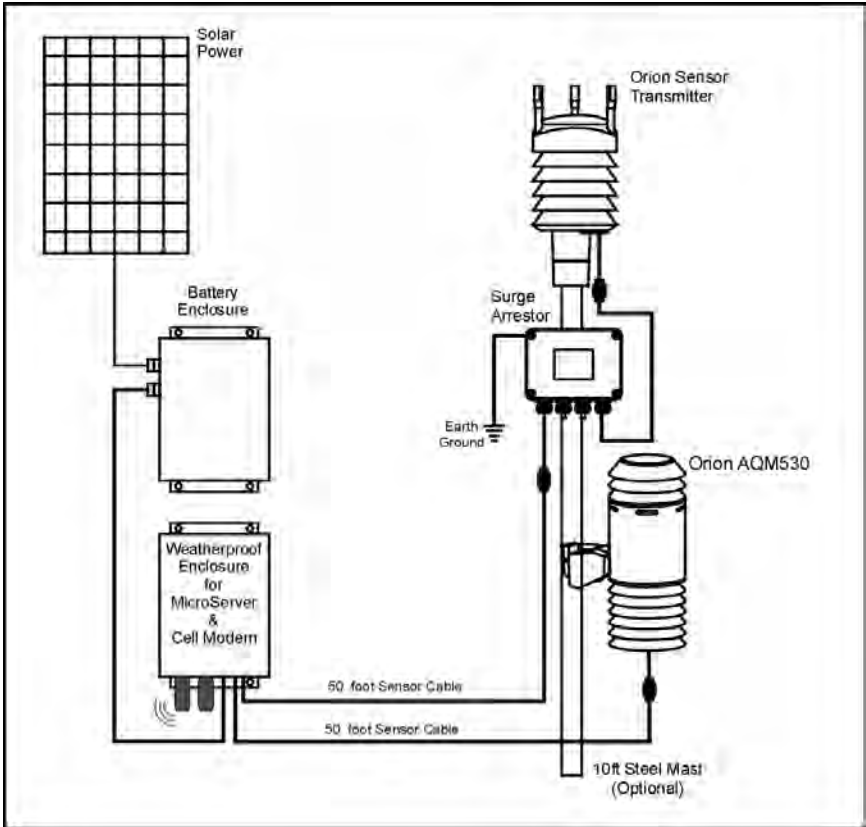 Solar
Power
Orion Sensor
Transmitter
Battery
Enclosure
Surge
Arrestor
Earth
Ground
Orion AQM530
Weatherproof
Enclosure
for
MicroServer
&
Cell Modem
50 foot Sensor Cable
50 foot Sensor Cable
10ft Steel Mast
(Optional)